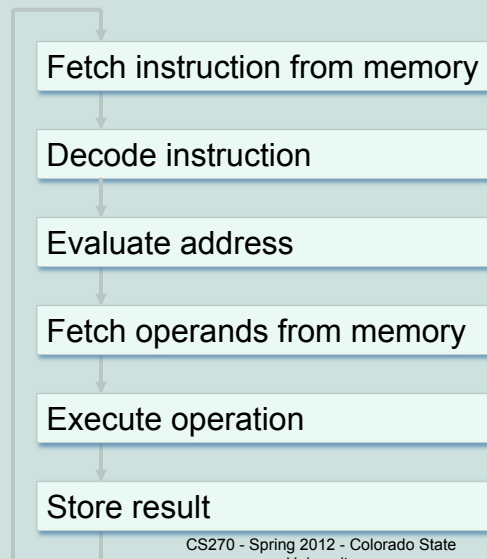 Fetch instruction from memory
Decode instruction
Evaluate address
Fetch operands from memory
Execute operation
Store result
CS270 - Spring 2012 - Colorado State